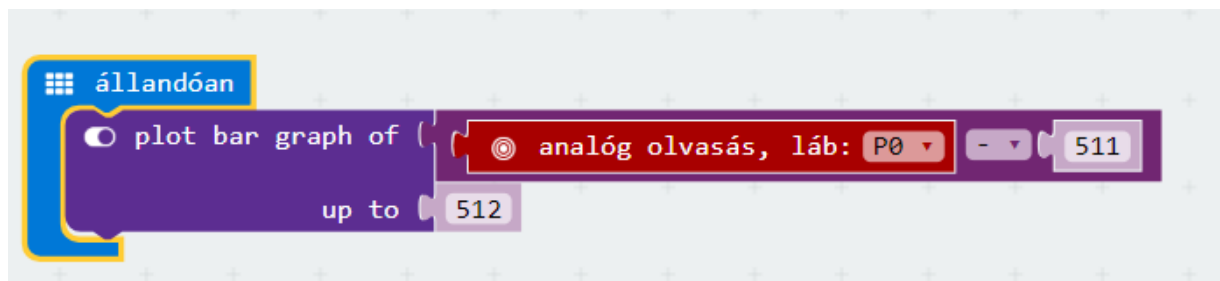 állandóan
plot bar graph of analóg olvasás, láb: P0 - 511
up to 512